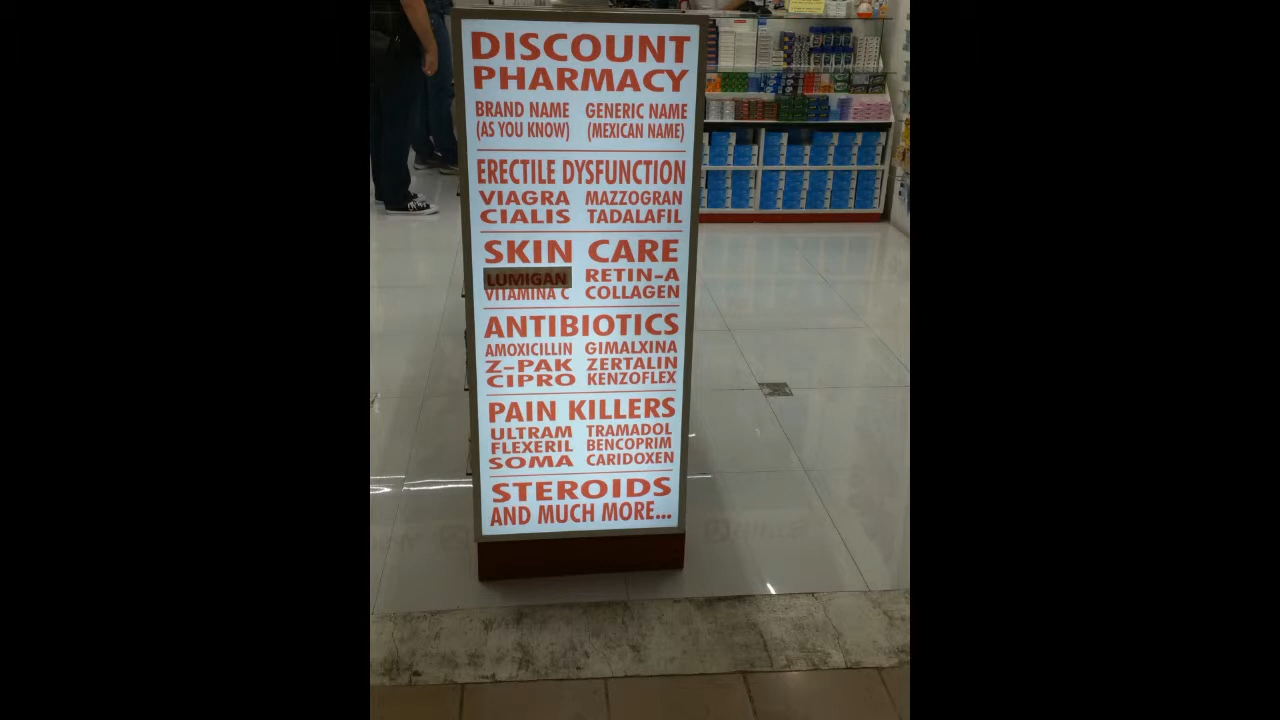 DISCOUNT
PHARMACY
BRAND NAME GENERIC NAME
(AS YOU KNOW) (MEXICAN NAME)
ERECTILE DYSFUNCTION
VIAGRA MAZZOGRAN
CIALIS TADALAFIL
SKIN CARE
LUMIGAN RETIN-A
VITAMINA C COLLAGEN
ANTIBIOTICS
AMOXICILLIN GIMALXINA
Z-PAK ZERTALIN
CIPRO KENZOFLEX
PAIN KILLERS
ULTRAM TRAMADOL
FLEXERIL BENCOPRIM
SOMA CARIDOXEN
STEROIDS
AND MUCH MORE...